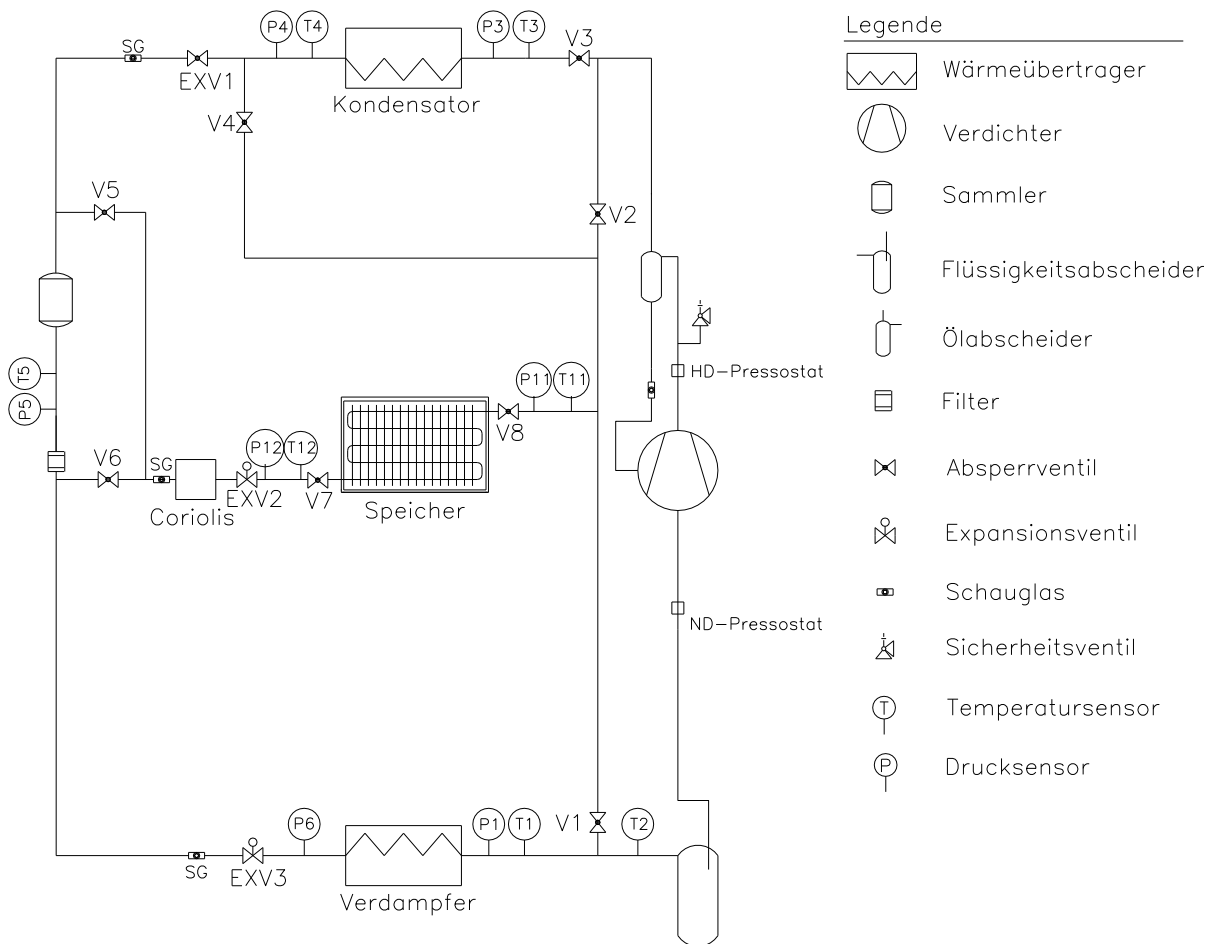 P4
T4
P3
T3
V3
SG
EXV1
Kondensator
V4
V5
V2
T5
P5
HD-Pressostat
P11
T11
V8
V6
SG
P12
T12
Coriolis
EXV2
V7
Speicher
ND-Pressostat
P6
P1
T1
V1
T2
SG
EXV3
Verdampfer
Legende
Wärmeübertrager
Verdichter
Sammler
Flüssigkeitsabscheider
Ölabscheider
Filter
Absperrventil
Expansionsventil
Schauglas
Sicherheitsventil
T
Temperatursensor
P
Drucksensor